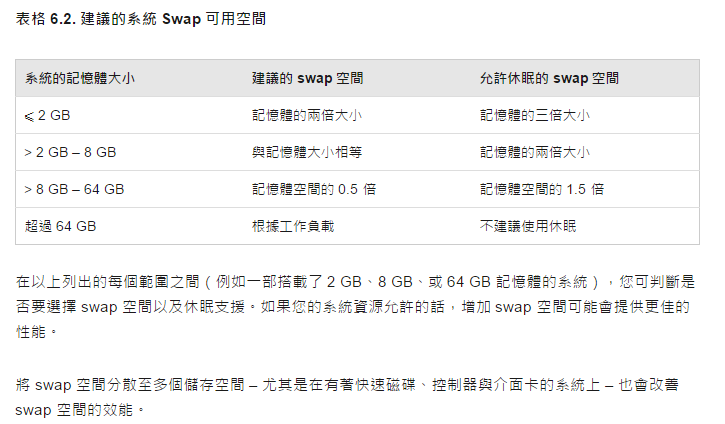 表格 6.2. 建議的系統 Swap 可用空間
系統的記憶體大小 建議的 swap 空間 允許休眠的 swap 空間
⩽ 2 GB 記憶體的兩倍大小 記憶體的三倍大小
> 2 GB – 8 GB 與記憶體大小相等 記憶體的兩倍大小
> 8 GB – 64 GB 記憶體空間的 0.5 倍 記憶體空間的 1.5 倍
超過 64 GB 根據工作負載 不建議使用休眠
在以上列出的每個範圍之間（例如一部搭載了 2 GB、8 GB、或 64 GB 記憶體的系統），您可判斷是
否要選擇 swap 空間以及休眠支援。如果您的系統資源允許的話，增加 swap 空間可能會提供更佳的
性能。
將 swap 空間分散至多個儲存空間 – 尤其是在有著快速磁碟、控制器與介面卡的系統上 – 也會改善
swap 空間的效能。